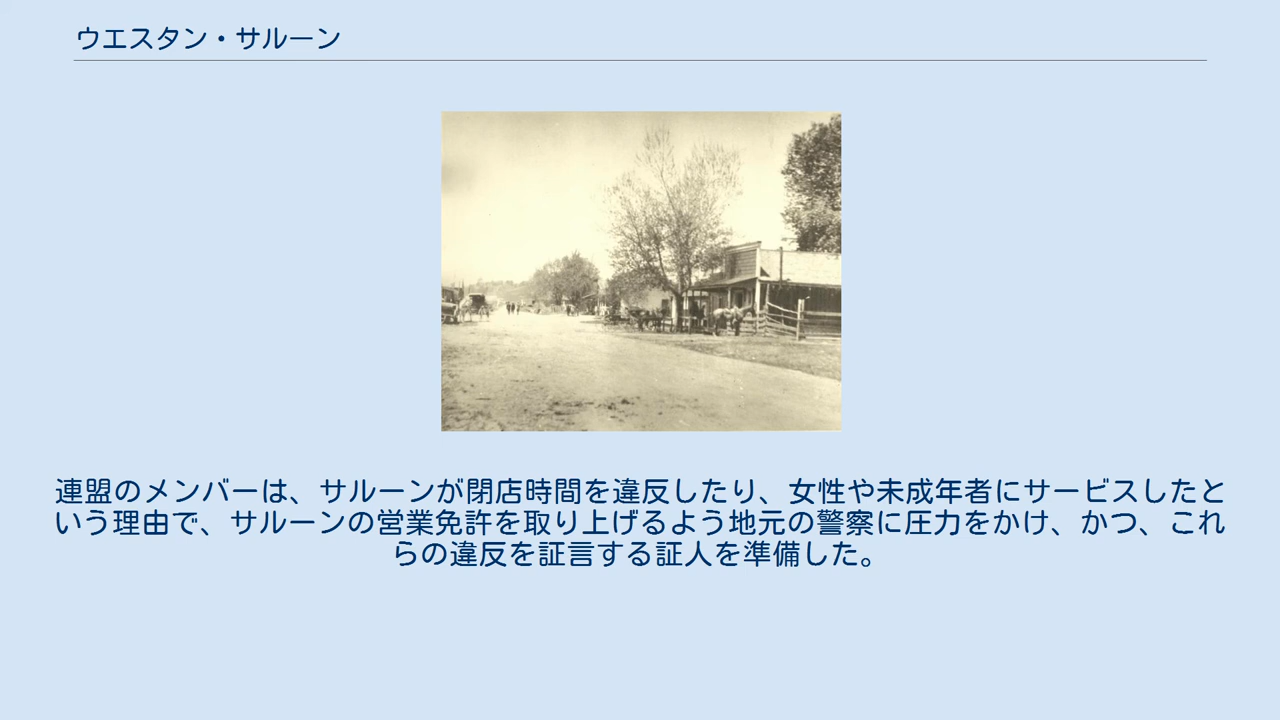 ウエスタン・サルーン
連盟のメンバーは、サルーンが閉店時間を違反したり、女性や未成年者にサービスしたと
いう理由で、サルーンの営業免許を取り上げるよう地元の警察に圧力をかけ、かつ、これ
らの違反を証言する証人を準備した。